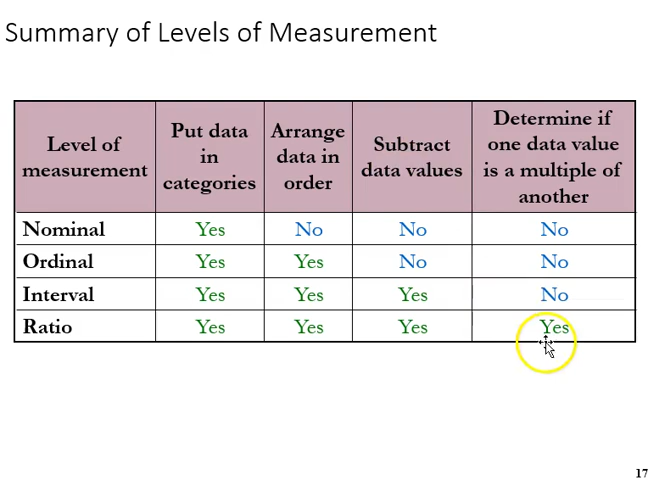 Summary of Levels of Measurement
Level of
measurement
Put data
in
categories
Arrange
data in
order
Subtract
data values
Determine if
one data value
is a multiple of
another
Nominal Yes No No No
Ordinal Yes Yes No No
Interval Yes Yes Yes No
Ratio Yes Yes Yes Yes
17